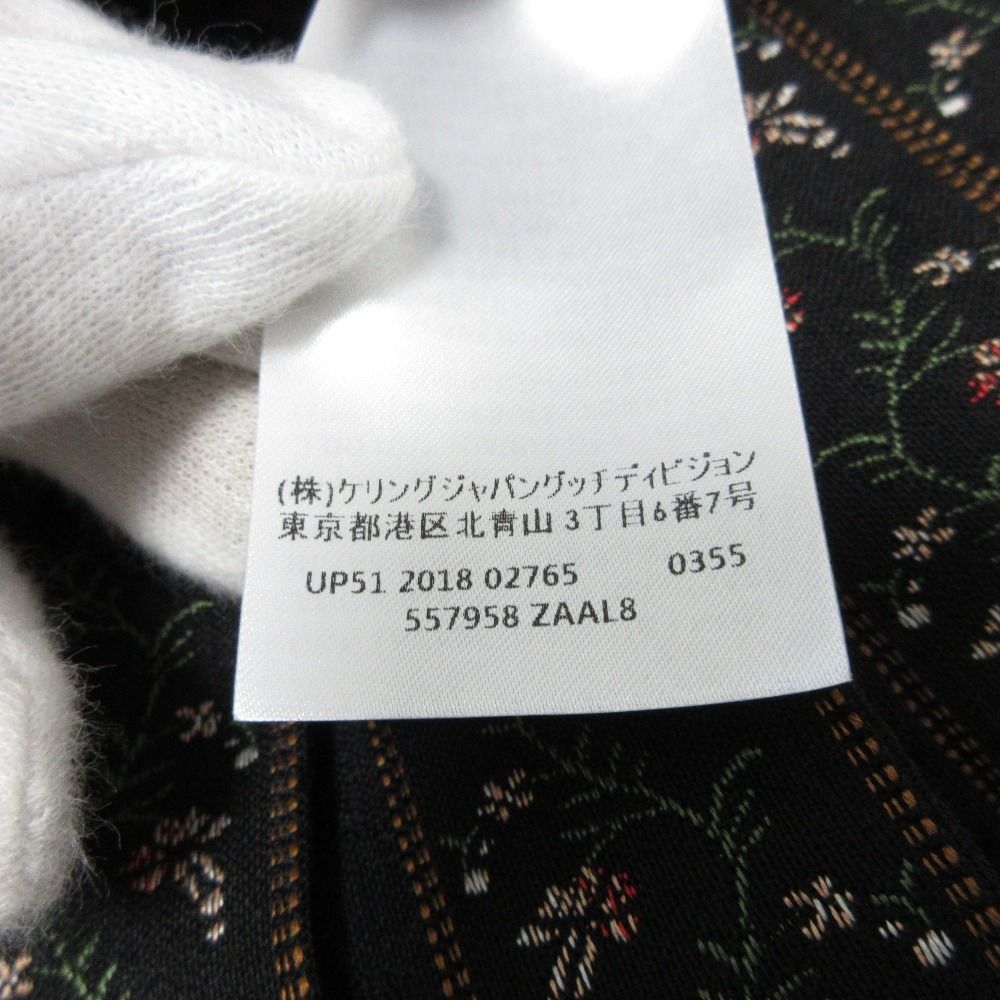 (株)ケリングジャパングッチディビジョン
東京都港区北青山 3丁目6番7号
UP51 2018 02765 0355
557958 ZAAL8